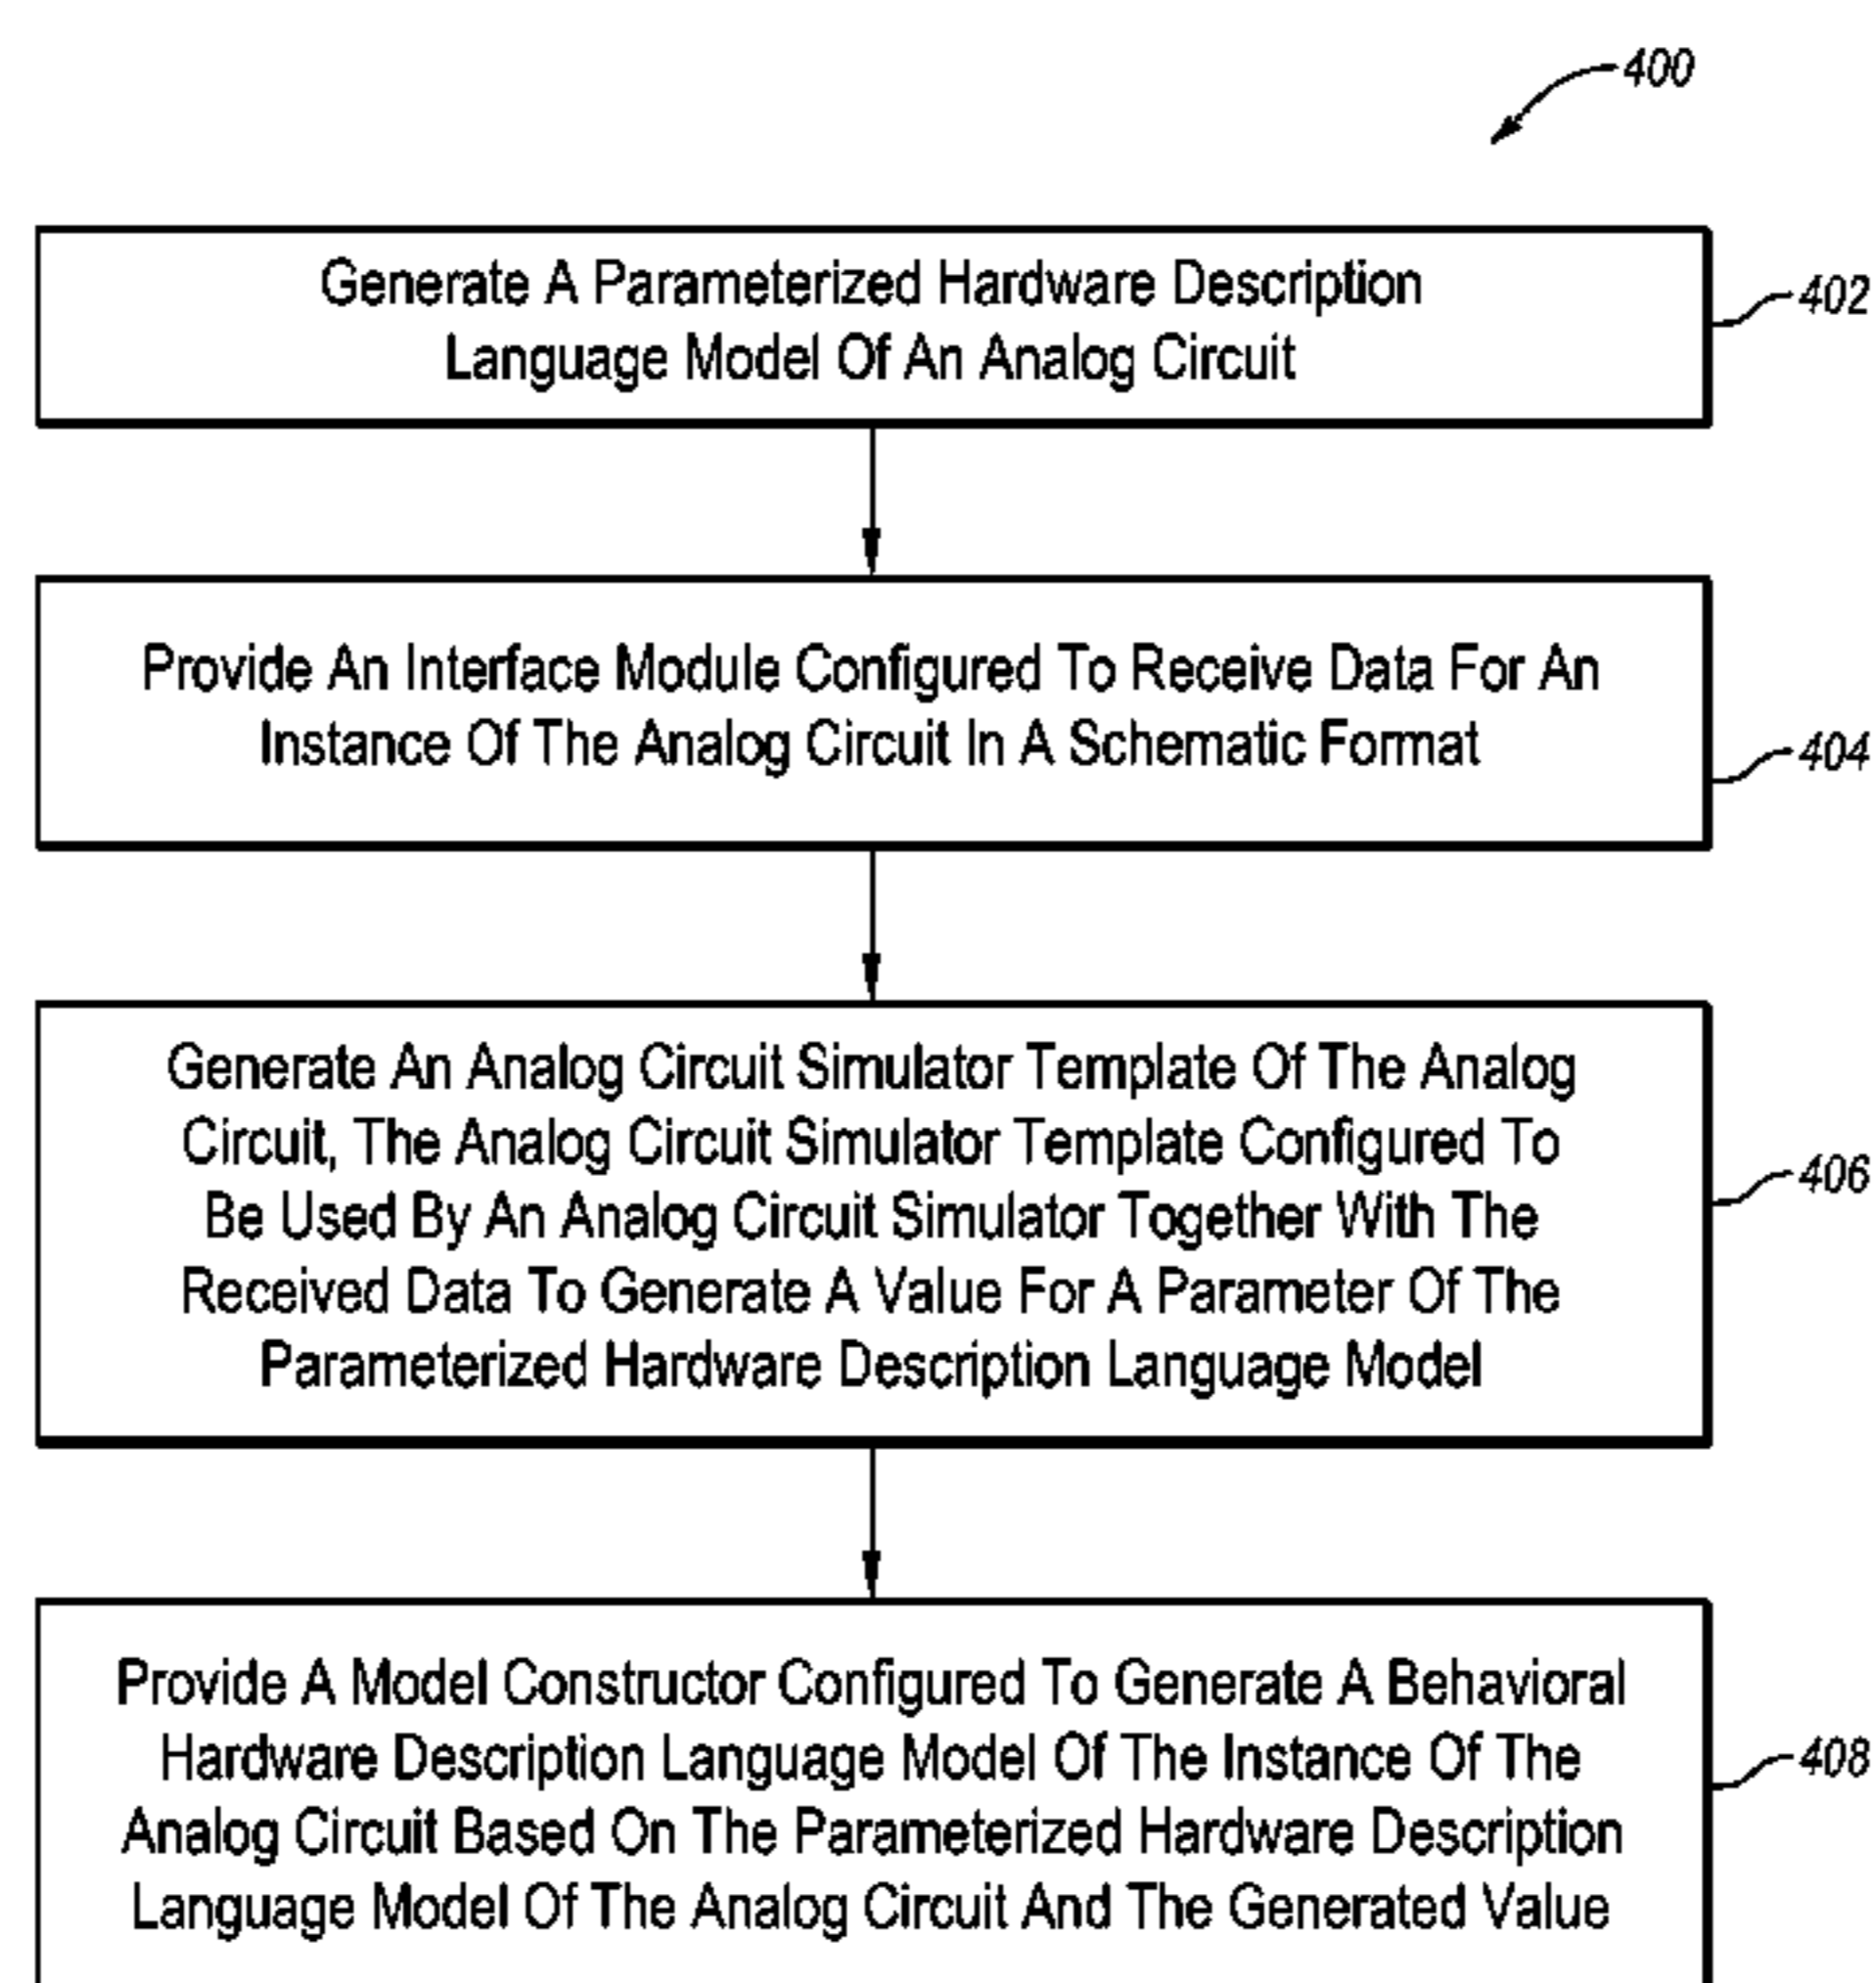 400
Generate A Parameterized Hardware Description
Language Model Of An Analog Circuit
402
Provide An Interface Module Configured To Receive Data For An
Instance Of The Analog Circuit In A Schematic Format
404
Generate An Analog Circuit Simulator Template Of The Analog
Circuit, The Analog Circuit Simulator Template Configured To
Be Used By An Analog Circuit Simulator Together With The
Received Data To Generate A Value For A Parameter Of The
Parameterized Hardware Description Language Model
406
Provide A Model Constructor Configured To Generate A Behavioral
Hardware Description Language Model Of The Instance Of The
Analog Circuit Based On The Parameterized Hardware Description
Language Model Of The Analog Circuit And The Generated Value
408